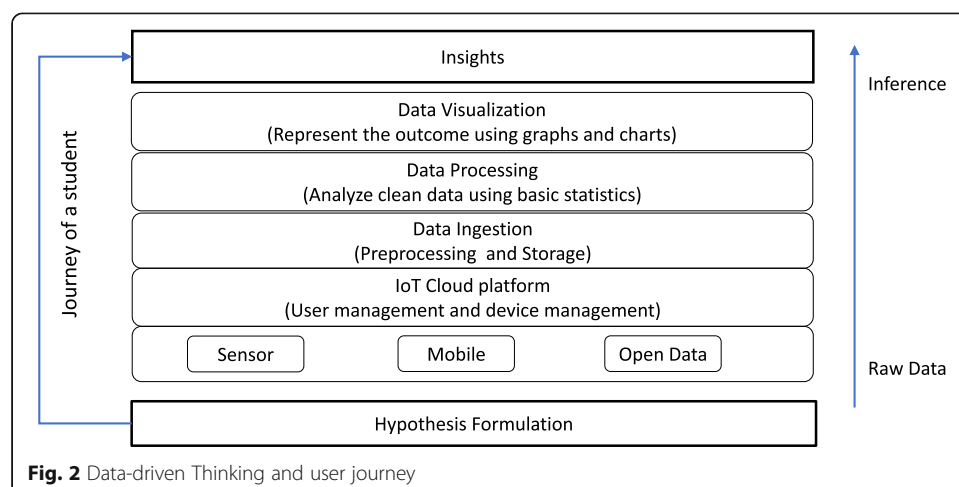 Insights
Inference
Data Visualization
(Represent the outcome using graphs and charts)
Data Processing
(Analyze clean data using basic statistics)
Journey of a student
Data Ingestion
(Preprocessing and Storage)
IoT Cloud platform
(User management and device management)
Sensor
Mobile
Open Data
Raw Data
Hypothesis Formulation
Fig. 2 Data-driven Thinking and user journey